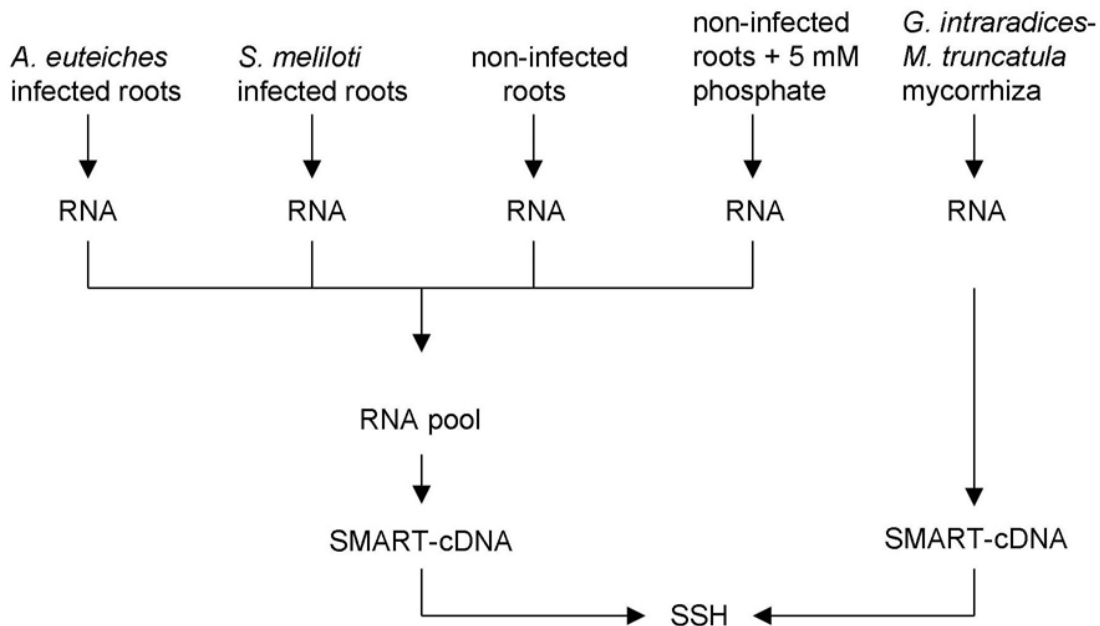 A. euteiches
infected roots
S. meliloti
infected roots
non-infected
roots
non-infected
roots + 5 mM
phosphate
G. intraradices-
M. truncatula
mycorrhiza
RNA
RNA
RNA
RNA
RNA
RNA pool
SMART-cDNA
SMART-cDNA
SSH